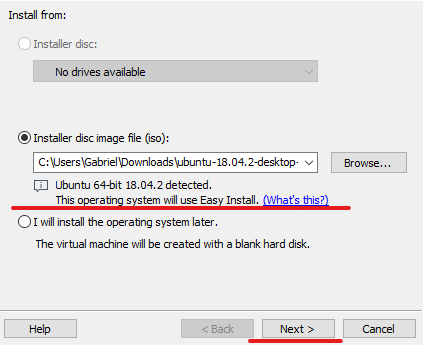 Install from:
Installer disc:
No drives available
Installer disc image file (iso):
C:\Users\Gabriel\Downloads\ubuntu-18.04.2-desktop-
Browse...
Ubuntu 64-bit 18.04.2 detected.
This operating system will use Easy Install. (What's this?)
I will install the operating system later.
The virtual machine will be created with a blank hard disk.
Help
< Back
Next >
Cancel